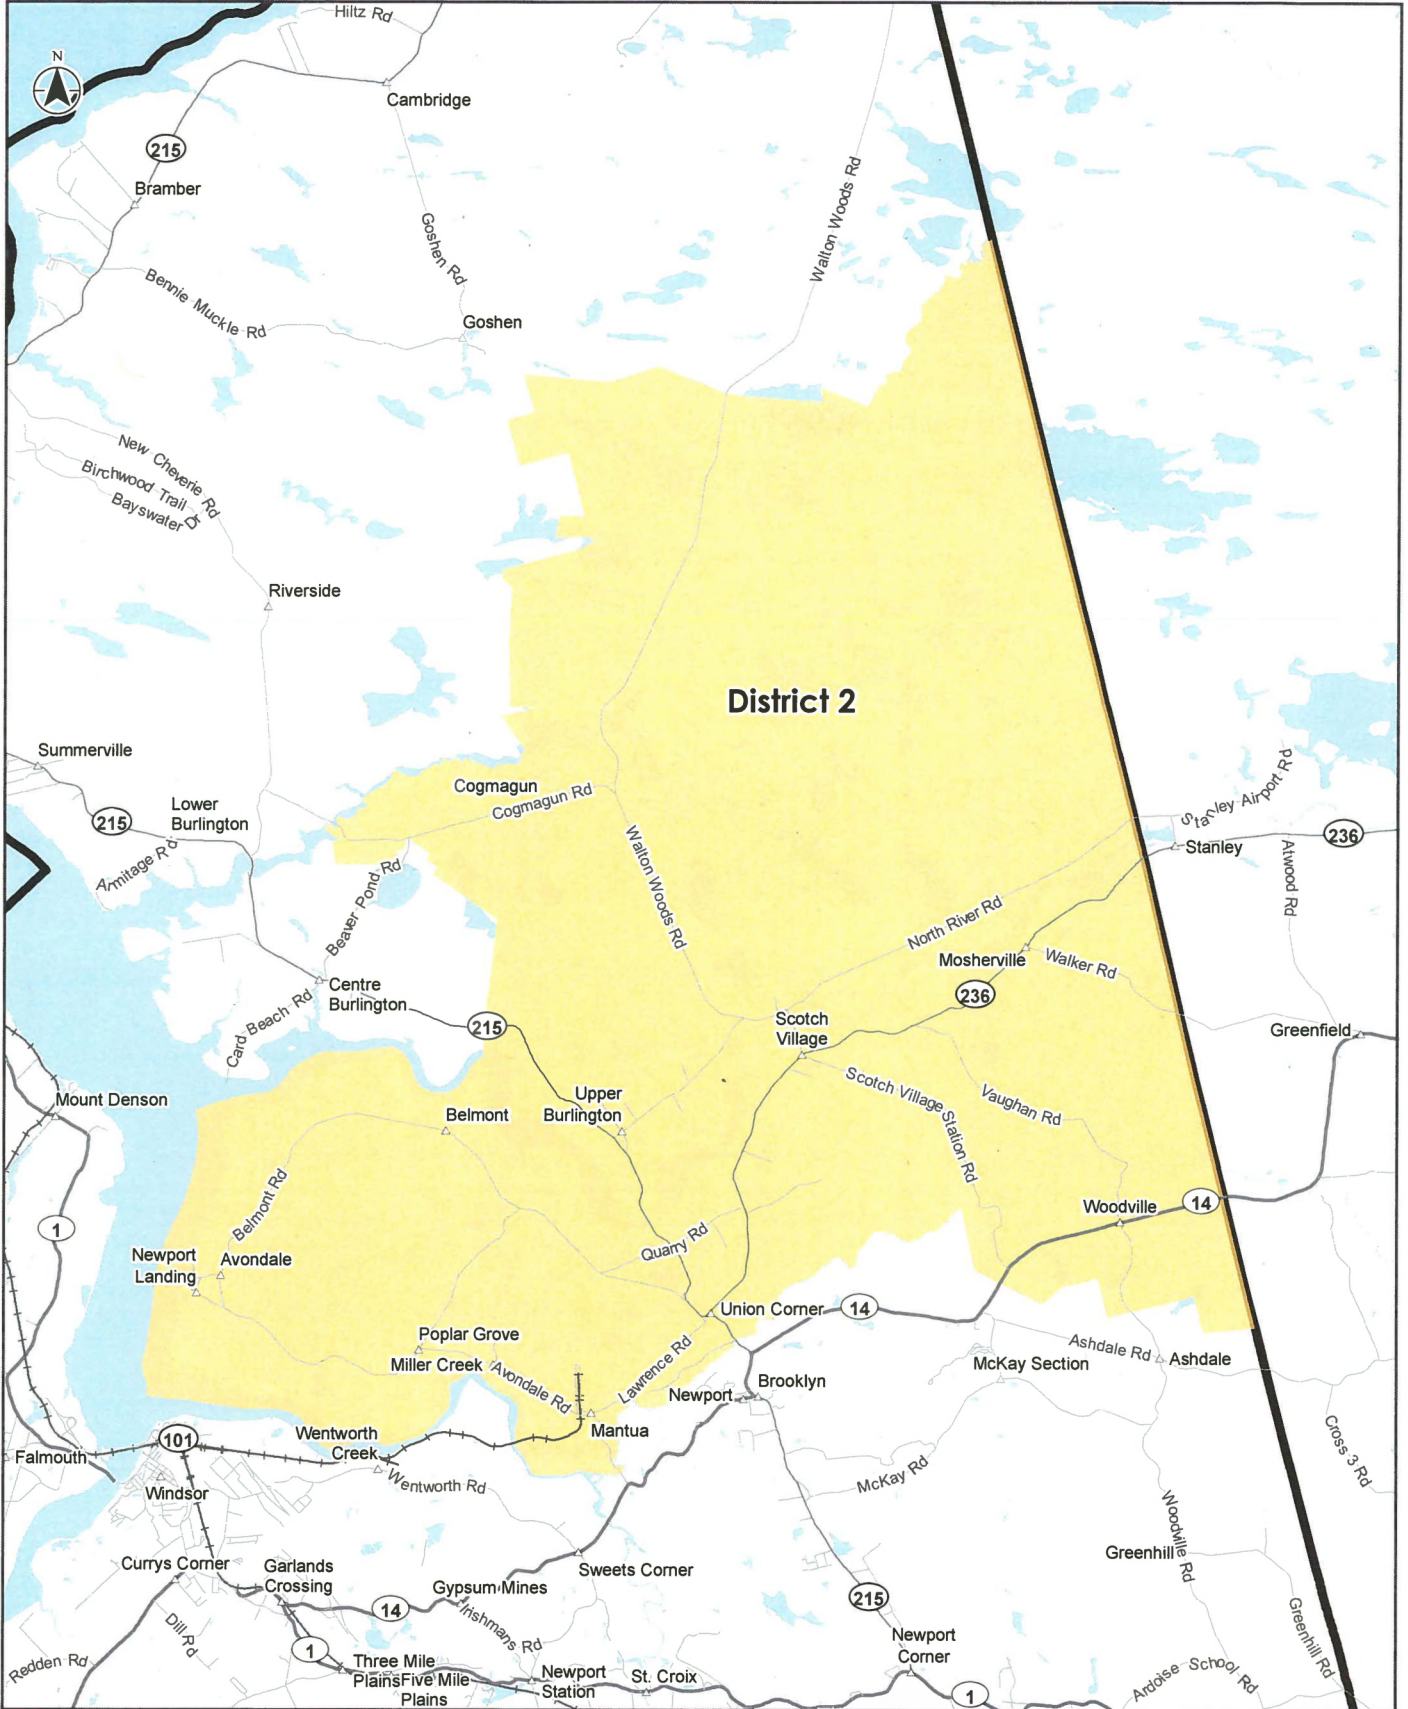 Hiltz Rd
N
Cambridge
215
Bramber
Walton Woods Rd
Goshen Rd
Bennie Muckle Rd
Goshen
New Cheverie Rd
Birchwood Trail
Bayswater Dr
Riverside
District 2
Summerville
Stanley Airport Rd
Cogmagun
Cogmagun Rd
Lower
Burlington
215
236
Armitage Rd
Walton Woods Rd
Stanley
Atwood Rd
Beaver Pond Rd
North River Rd
Mosherville
Walker Rd
Centre
Burlington
236
Card Beach Rd
215
Scotch
Village
Greenfield
Mount Denson
Upper
Burlington
Scotch Village Station Rd
Vaughan Rd
Belmont
Belmont Rd
Woodville
14
1
Quarry Rd
Newport
Landing
Avondale
Union Corner
14
Poplar Grove
Miller Creek
Avondale Rd
Lawrence Rd
Ashdale Rd
Ashdale
McKay Section
Newport
Brooklyn
Wentworth
Creek
Mantua
101
Falmouth
Cross 3 Rd
Windsor
Wentworth Rd
McKay Rd
Woodville Rd
Currys Corner
Garlands
Crossing
Sweets Corner
Greenhill
Gypsum Mines
14
Irishmans Rd
215
Dill Rd
Greenhill Rd
1
Newport
Corner
Redden Rd
Three Mile
Plains
Five Mile
Plains
Newport
Station
St. Croix
1
Ardoise School Rd